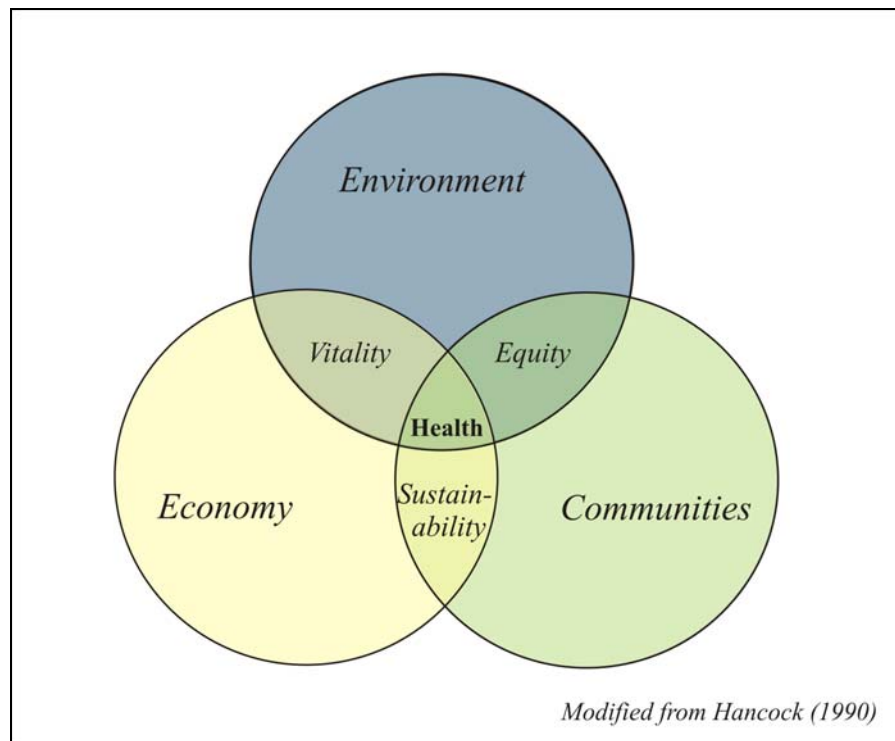 Environment
Vitality
Equity
Health
Sustain-
ability
Economy
Communities
Modified from Hancock (1990)